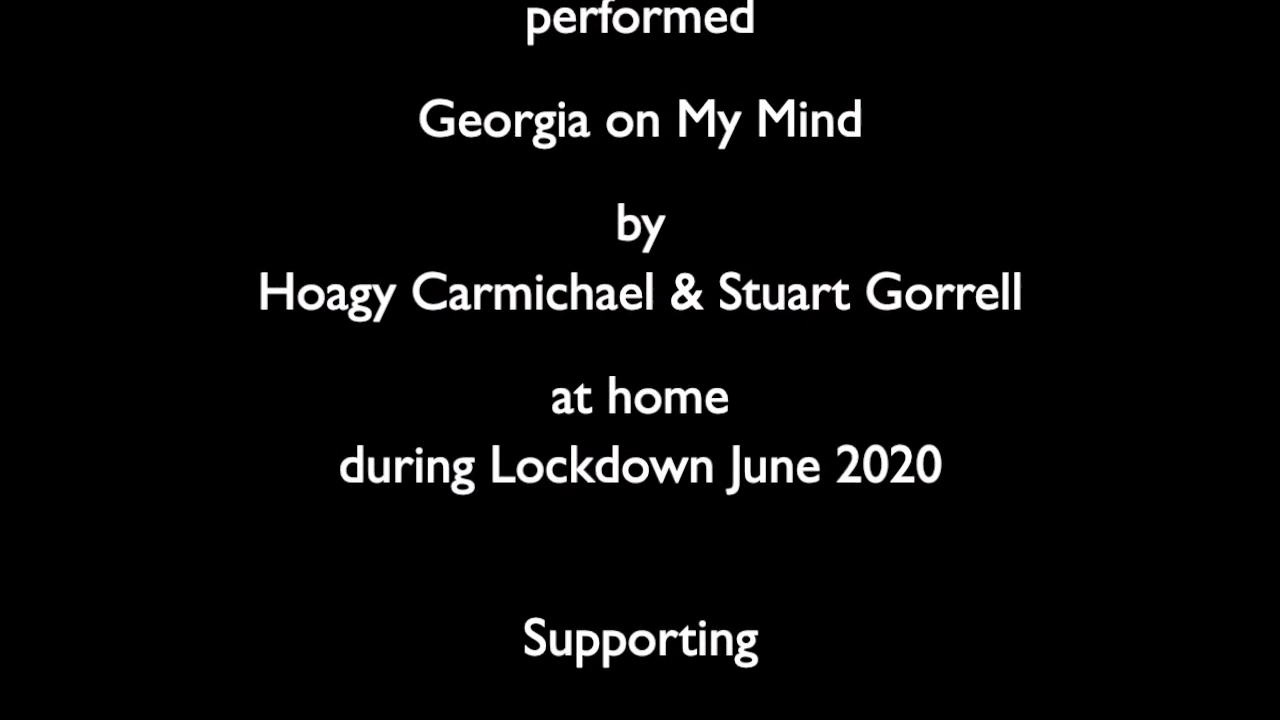 performed
Georgia on My Mind
by
Hoagy Carmichael & Stuart Gorrell
at home
during Lockdown June 2020
Supporting